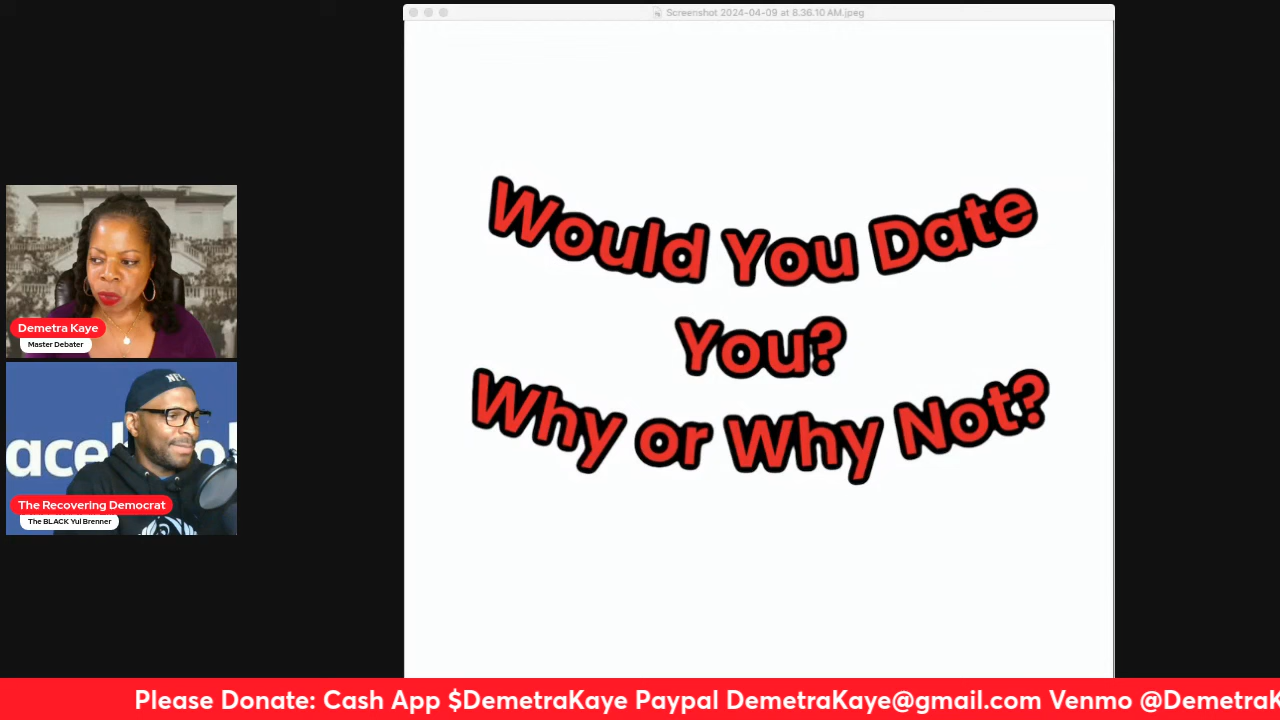 Screenshot 2024-04-09 at 8.36.10 AM.jpeg
Would You Date
You?
Why or Why Not?
Demetra Kaye
Master Debater
NFL
The Recovering Democrat
The BLACK Yul Brenner
Please Donate: Cash App $DemetraKaye Paypal DemetraKaye@gmail.com Venmo @DemetraK